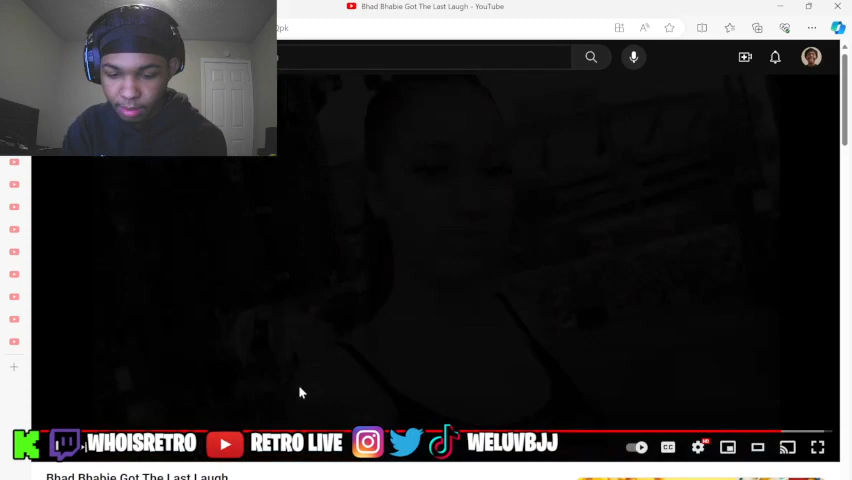 Bhad Bhabie Got The Last Laugh - YouTube
WHOISRETRO RETRO LIVE WELUVBJJ
Bhad Bhabie Got The Last Laugh